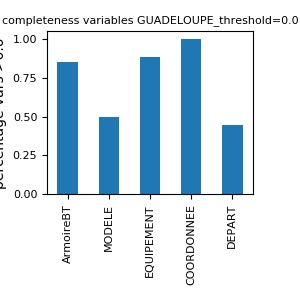 completeness variables GUADELOUPE_threshold=0.0
percentage vars > 0.0
1.00
0.75
0.50
0.25
0.00
ArmoireBT
MODELE
EQUIPEMENT
COORDONNEE
DEPART